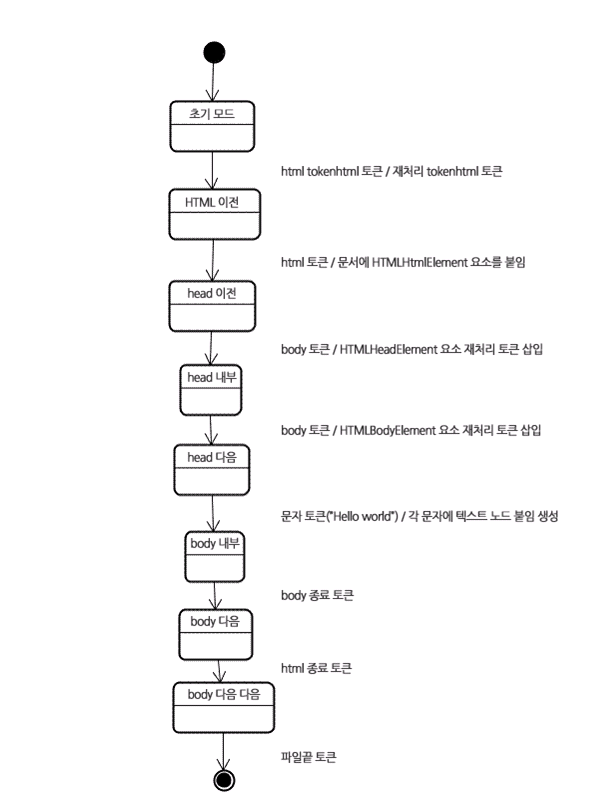 초기 모드
html tokenhtml 토큰 / 재처리 tokenhtml 토큰
HTML 이전
html 토큰 / 문서에 HTMLHtmlElement 요소를 붙임
head 이전
body 토큰 / HTMLHeadElement 요소 재처리 토큰 삽입
head 내부
body 토큰 / HTMLBodyElement 요소 재처리 토큰 삽입
head 다음
문자 토큰("Hello world") / 각 문자에 텍스트 노드 붙임 생성
body 내부
body 종료 토큰
body 다음
html 종료 토큰
body 다음 다음
파일끝 토큰